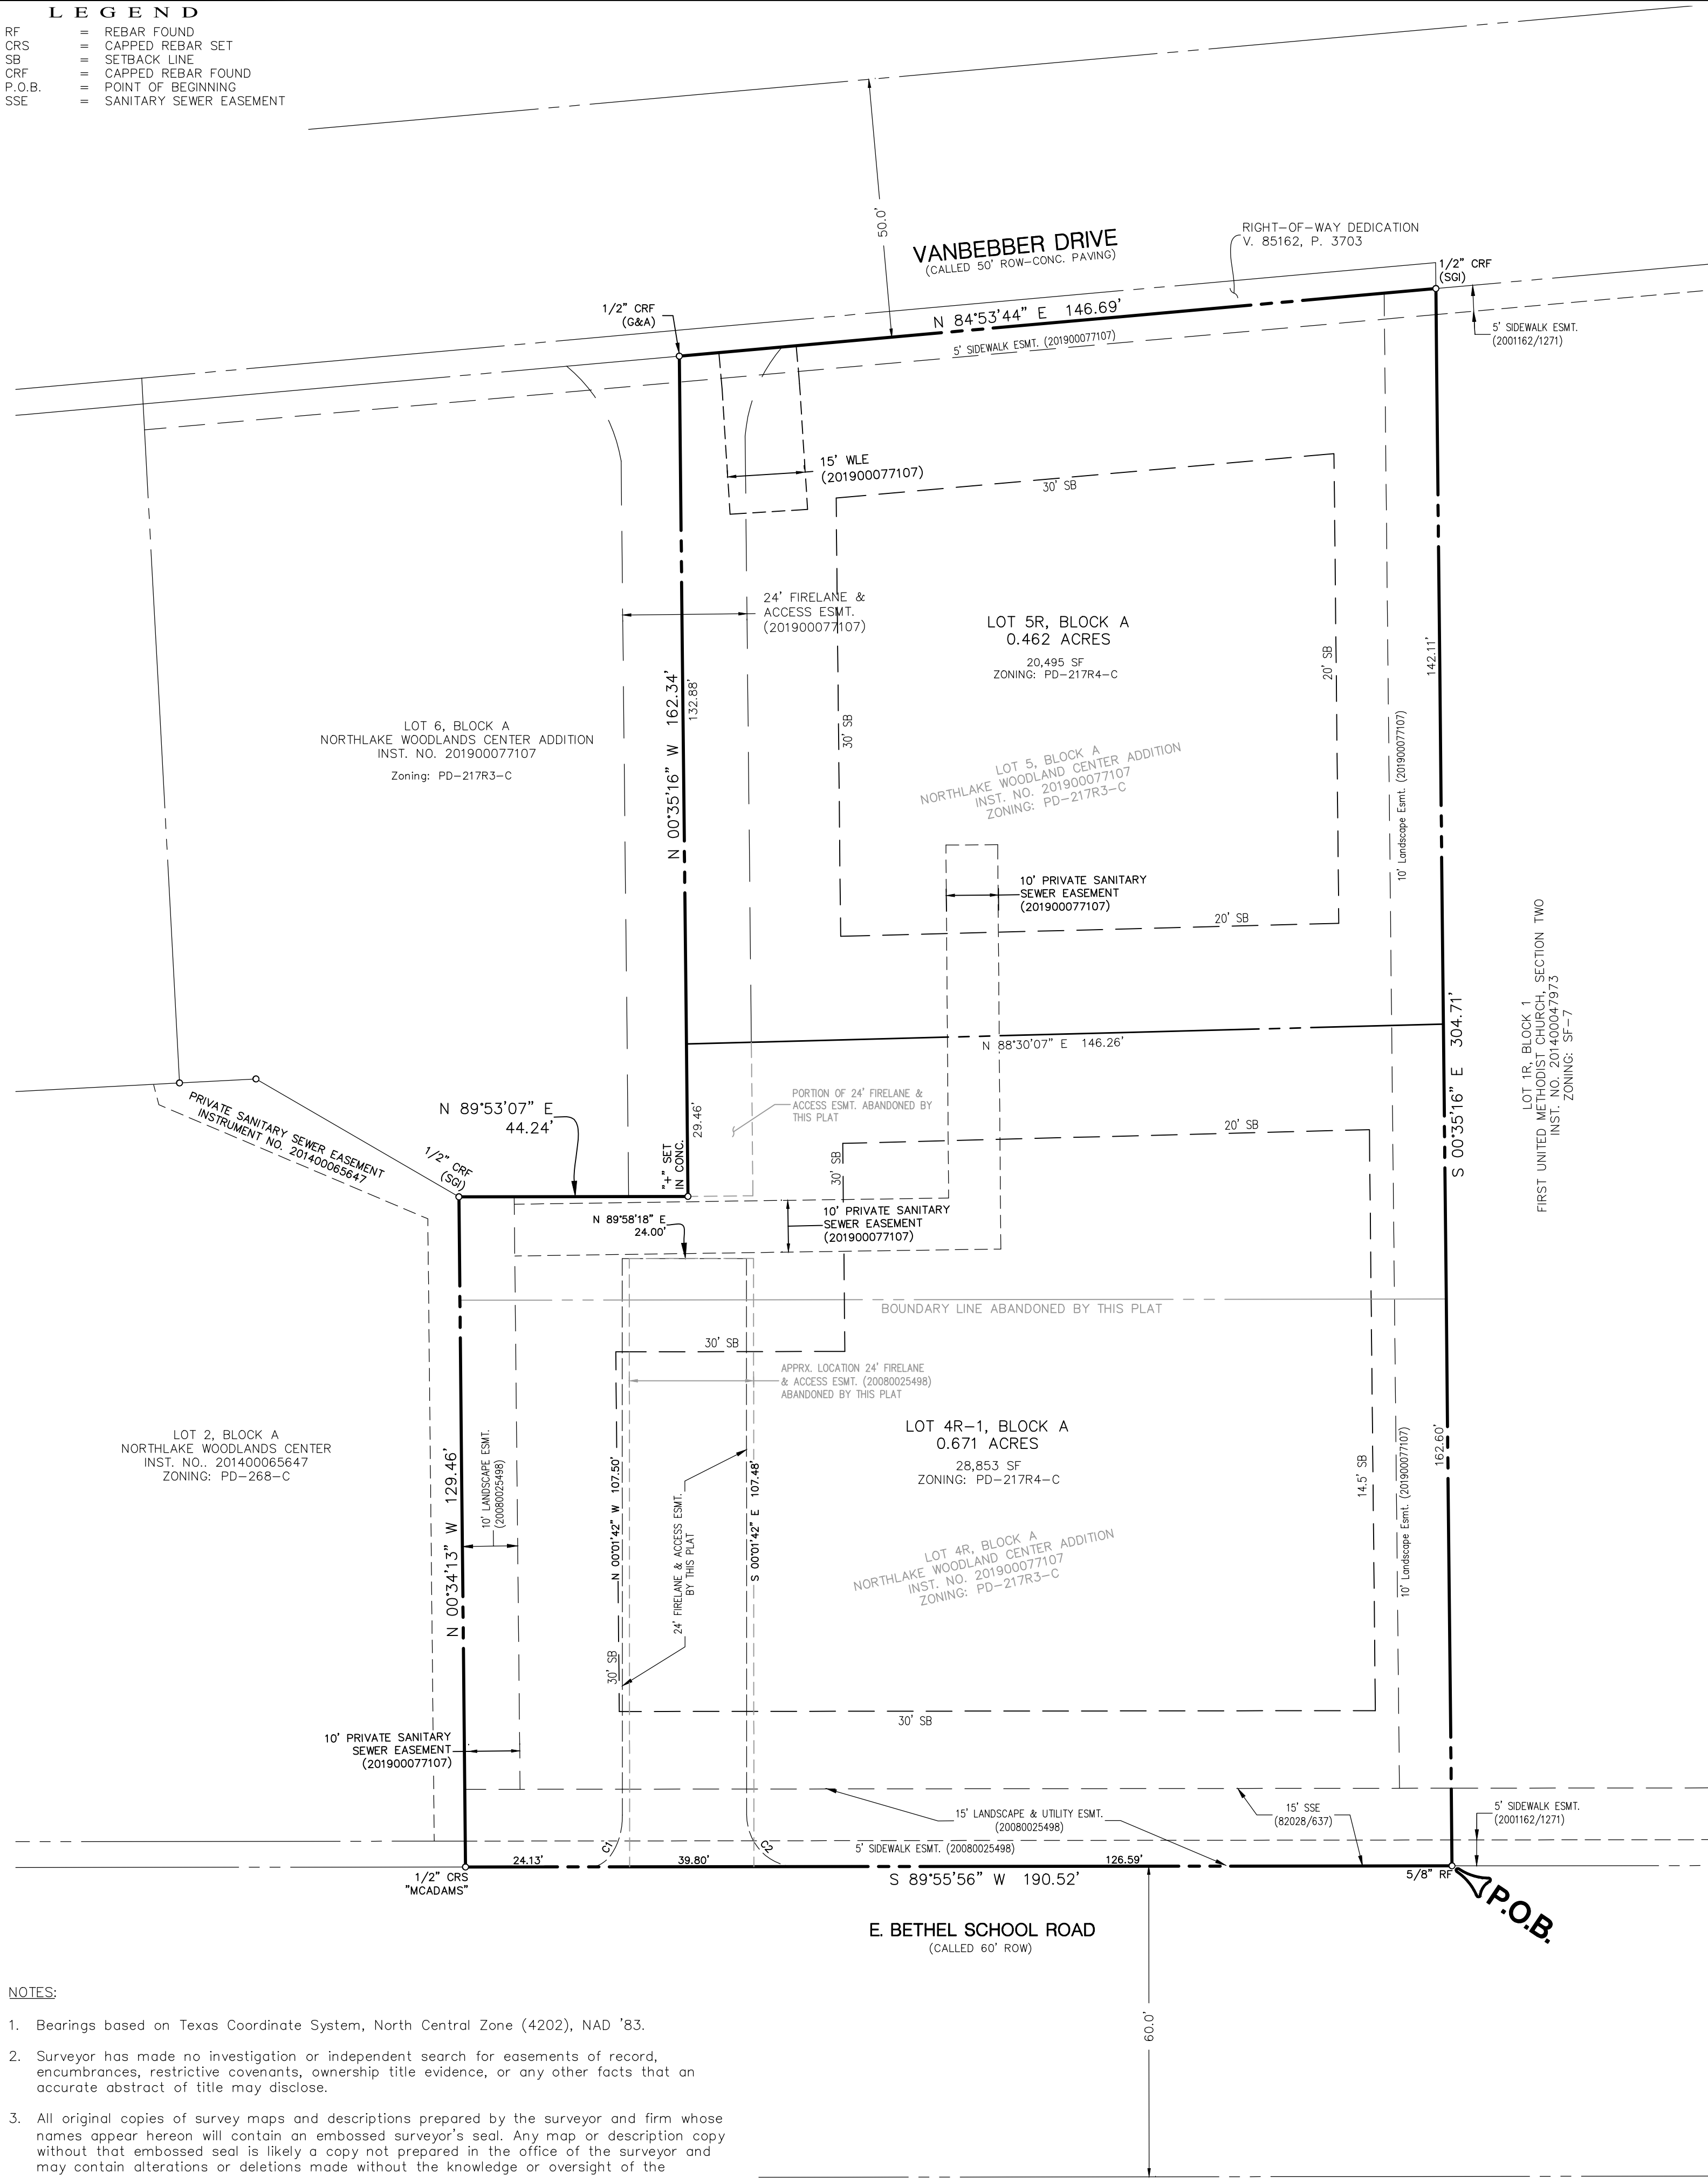 LEGEND
RF = REBAR FOUND
CRS = CAPPED REBAR SET
SB = SETBACK LINE
CRF = CAPPED REBAR FOUND
P.O.B. = POINT OF BEGINNING
SSE = SANITARY SEWER EASEMENT
50.0'
VANBEBBER DRIVE
(CALLED 50' ROW-CONC. PAVING)
RIGHT-OF-WAY DEDICATION
V. 85162, P. 3703
1/2" CRF
(SGI)
1/2" CRF
(G&A)
N 84°53'44" E 146.69'
5' SIDEWALK ESMT. (201900077107)
5' SIDEWALK ESMT.
(2001162/1271)
15' WLE
(201900077107)
30' SB
24' FIRELANE &
ACCESS ESMT.
(201900077107)
LOT 5R, BLOCK A
0.462 ACRES
20,495 SF
ZONING: PD-217R4-C
20' SB
142.11'
N 00°35'16" W 162.34'
132.88'
30' SB
LOT 6, BLOCK A
NORTHLAKE WOODLANDS CENTER ADDITION
INST. NO. 201900077107
Zoning: PD-217R3-C
LOT 5, BLOCK A
NORTHLAKE WOODLAND CENTER ADDITION
INST. NO. 201900077107
ZONING: PD-217R3-C
10' Landscape Esmt. (201900077107)
10' PRIVATE SANITARY
SEWER EASEMENT
(201900077107)
20' SB
LOT 1R, BLOCK 1
FIRST UNITED METHODIST CHURCH, SECTION TWO
INST. NO. 201400047973
ZONING: SF-7
S 00°35'16" E 304.71'
N 88°30'07" E 146.26'
PRIVATE SANITARY SEWER EASEMENT
INSTRUMENT NO. 201400065647
N 89°53'07" E
44.24'
PORTION OF 24' FIRELANE &
ACCESS ESMT. ABANDONED BY
THIS PLAT
29.46'
"+" SET
IN CONC.
1/2" CRF
(SGI)
20' SB
30' SB
N 89°58'18" E
24.00'
10' PRIVATE SANITARY
SEWER EASEMENT
(201900077107)
BOUNDARY LINE ABANDONED BY THIS PLAT
30' SB
APPRX. LOCATION 24' FIRELANE
& ACCESS ESMT. (20080025498)
ABANDONED BY THIS PLAT
LOT 2, BLOCK A
NORTHLAKE WOODLANDS CENTER
INST. NO.. 201400065647
ZONING: PD-268-C
LOT 4R-1, BLOCK A
0.671 ACRES
28,853 SF
ZONING: PD-217R4-C
N 00°34'13" W 129.46'
10' LANDSCAPE ESMT.
(20080025498)
N 00°01'42" W 107.50'
24' FIRELANE & ACCESS ESMT.
BY THIS PLAT
S 00°01'42" E 107.48'
14.5' SB
10' Landscape Esmt. (201900077107)
162.60'
LOT 4R, BLOCK A
NORTHLAKE WOODLAND CENTER ADDITION
INST. NO. 201900077107
ZONING: PD-217R3-C
30' SB
30' SB
10' PRIVATE SANITARY
SEWER EASEMENT
(201900077107)
15' LANDSCAPE & UTILITY ESMT.
(20080025498)
15' SSE
(82028/637)
5' SIDEWALK ESMT.
(2001162/1271)
C1
C2
5' SIDEWALK ESMT. (20080025498)
24.13'
39.80'
126.59'
1/2" CRS
"MCADAMS"
S 89°55'56" W 190.52'
5/8" RF
P.O.B.
E. BETHEL SCHOOL ROAD
(CALLED 60' ROW)
60.0'
NOTES:
1. Bearings based on Texas Coordinate System, North Central Zone (4202), NAD '83.
2. Surveyor has made no investigation or independent search for easements of record,
encumbrances, restrictive covenants, ownership title evidence, or any other facts that an
accurate abstract of title may disclose.
3. All original copies of survey maps and descriptions prepared by the surveyor and firm whose
names appear hereon will contain an embossed surveyor's seal. Any map or description copy
without that embossed seal is likely a copy not prepared in the office of the surveyor and
may contain alterations or deletions made without the knowledge or oversight of the